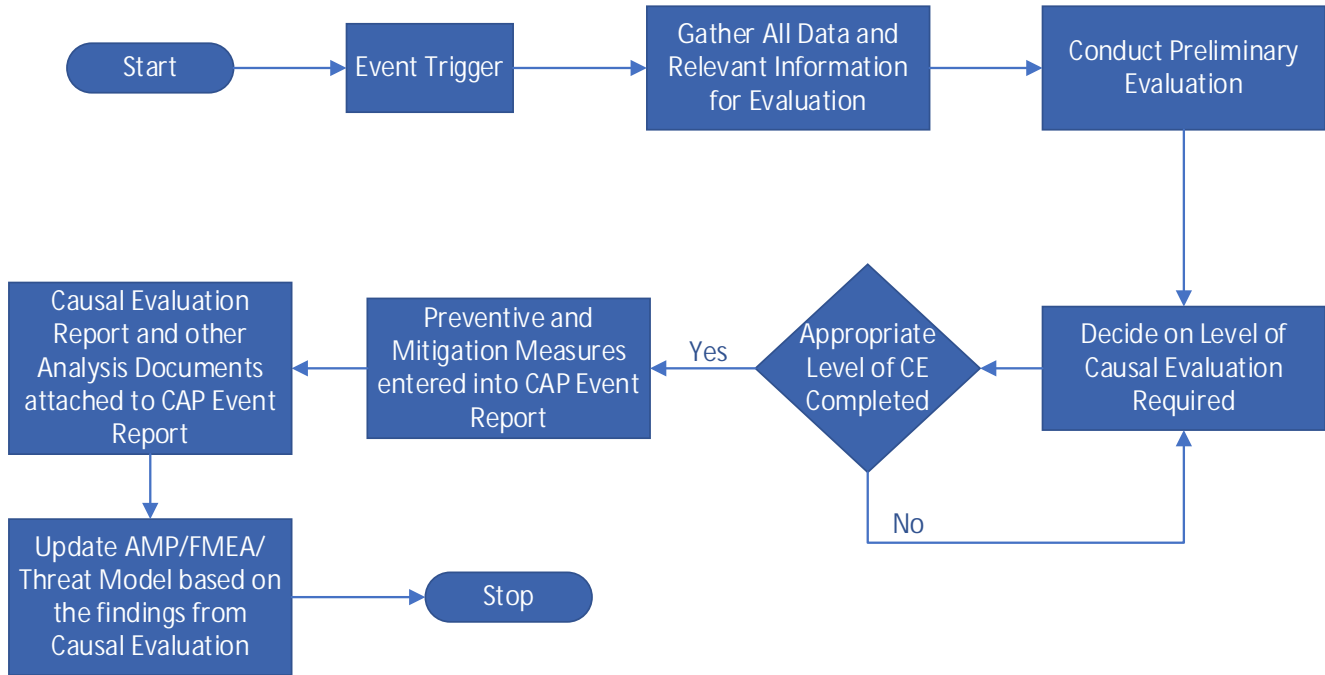 Start
Event Trigger
Gather All Data and
Relevant Information
for Evaluation
Conduct Preliminary
Evaluation
Decide on Level of
Causal Evaluation
Required
Appropriate
Level of CE
Completed
No
Yes
Preventive and
Mitigation Measures
entered into CAP Event
Report
Causal Evaluation
Report and other
Analysis Documents
attached to CAP Event
Report
Update AMP/FMEA/
Threat Model based on
the findings from
Causal Evaluation
Stop